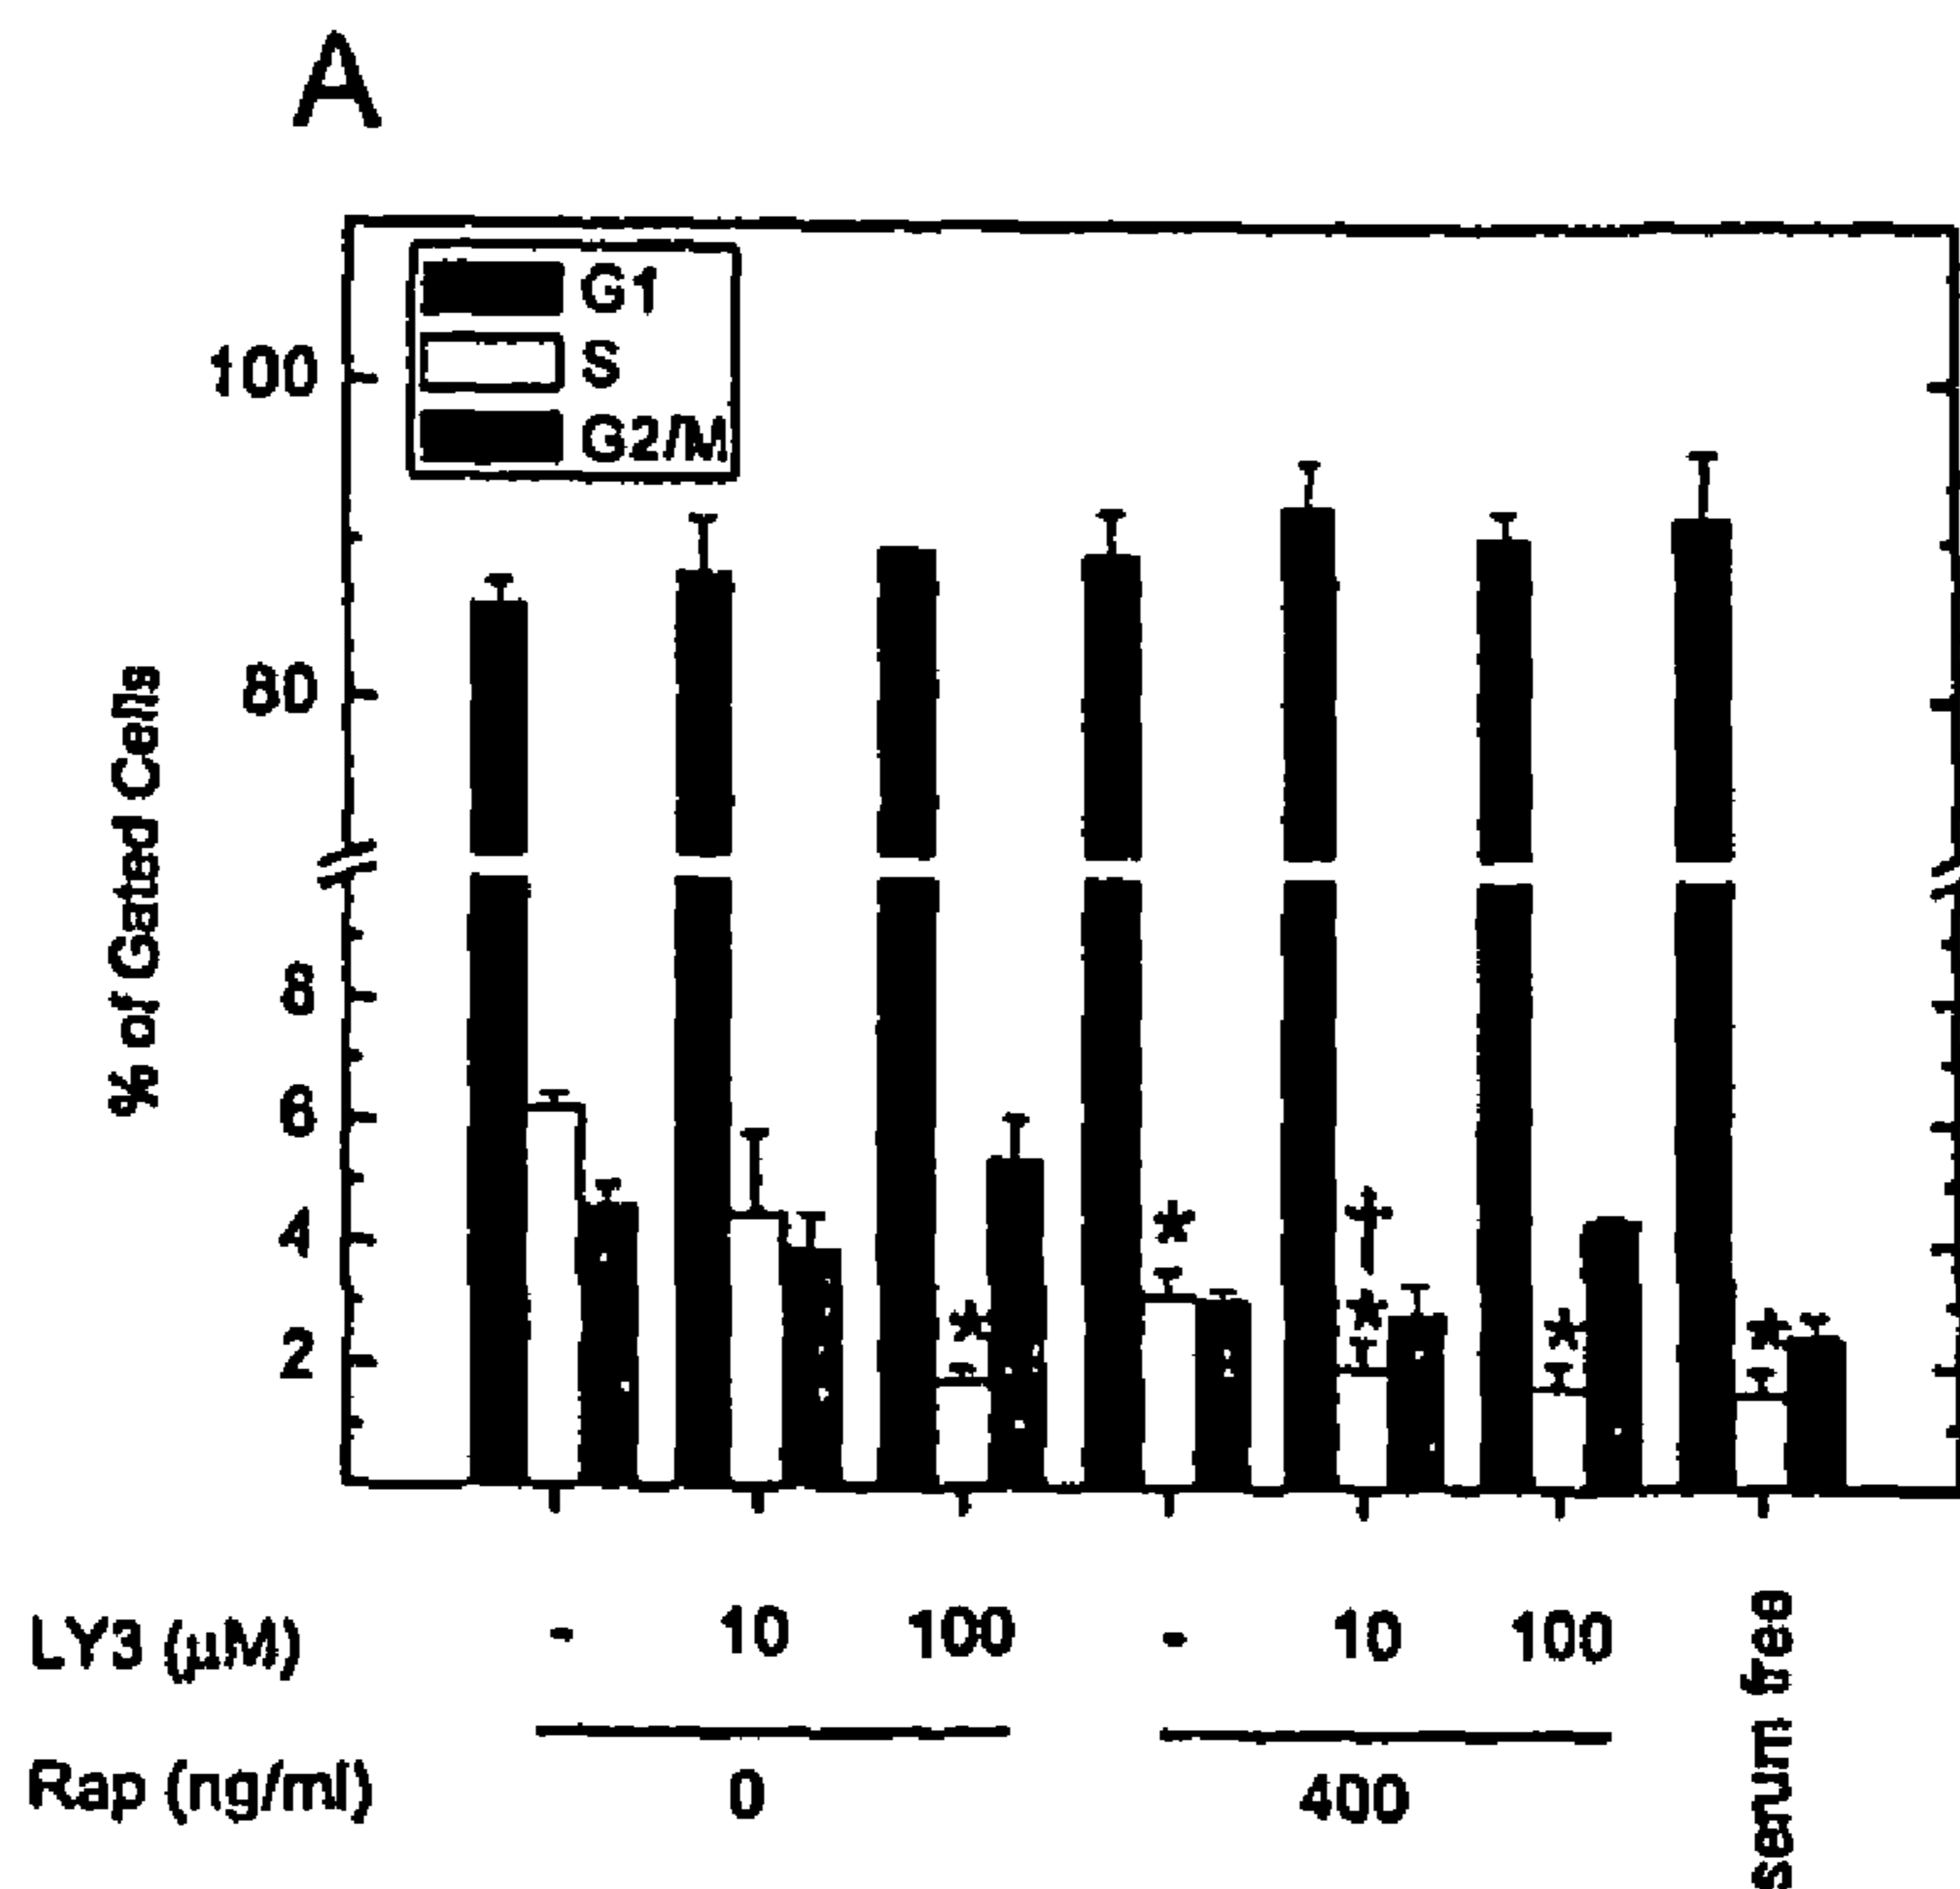 A
G1
S
G2/M
100
80
8
6
4
2
% of Gated Cells
* * † * * *
LY3 (µM) - 10 100 - 10 100
Rap (ng/ml) 0 400
serum free